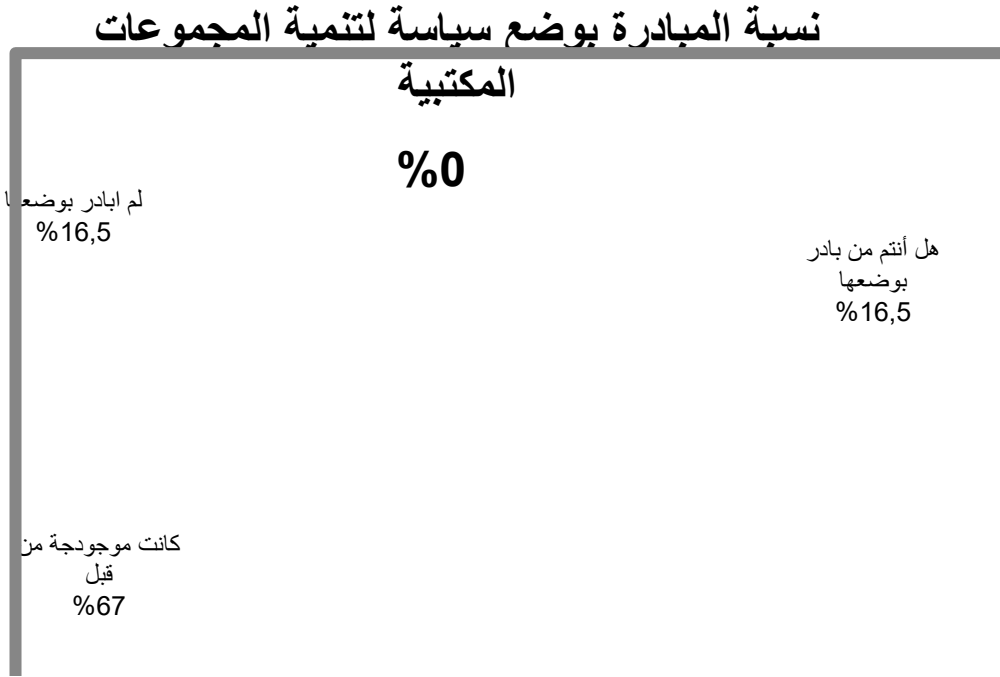 نسبة المبادرة بوضع سياسة لتنمية المجموعات
المكتبية
%0
هل أنتم من بادر
بوضعها
%16,5
لم ابادر بوضعها
%16,5
كانت موجودجة من
قبل
%67